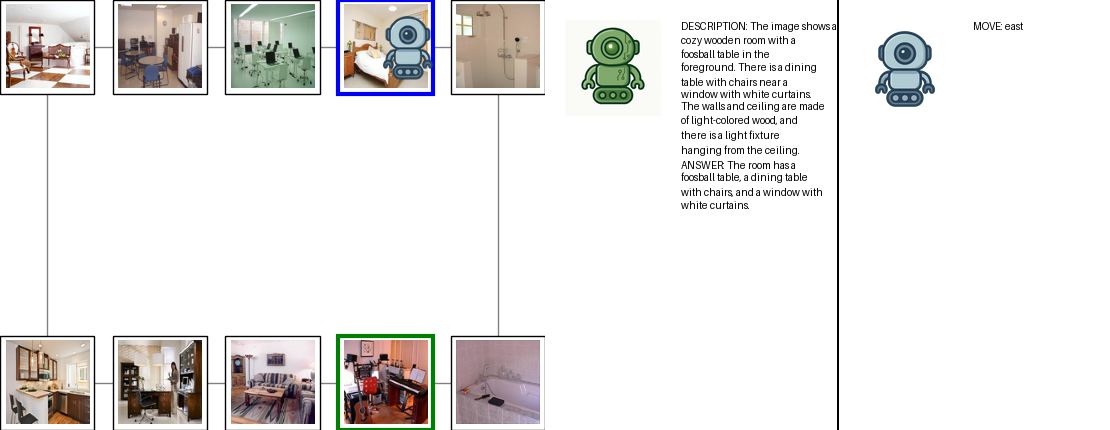 DESCRIPTION: The image shows a
cozy wooden room with a
foosball table in the
foreground. There is a dining
table with chairs near a
window with white curtains.
The walls and ceiling are made
of light-colored wood, and
there is a light fixture
hanging from the ceiling.
ANSWER: The room has a
foosball table, a dining table
with chairs, and a window with
white curtains.
MOVE: east